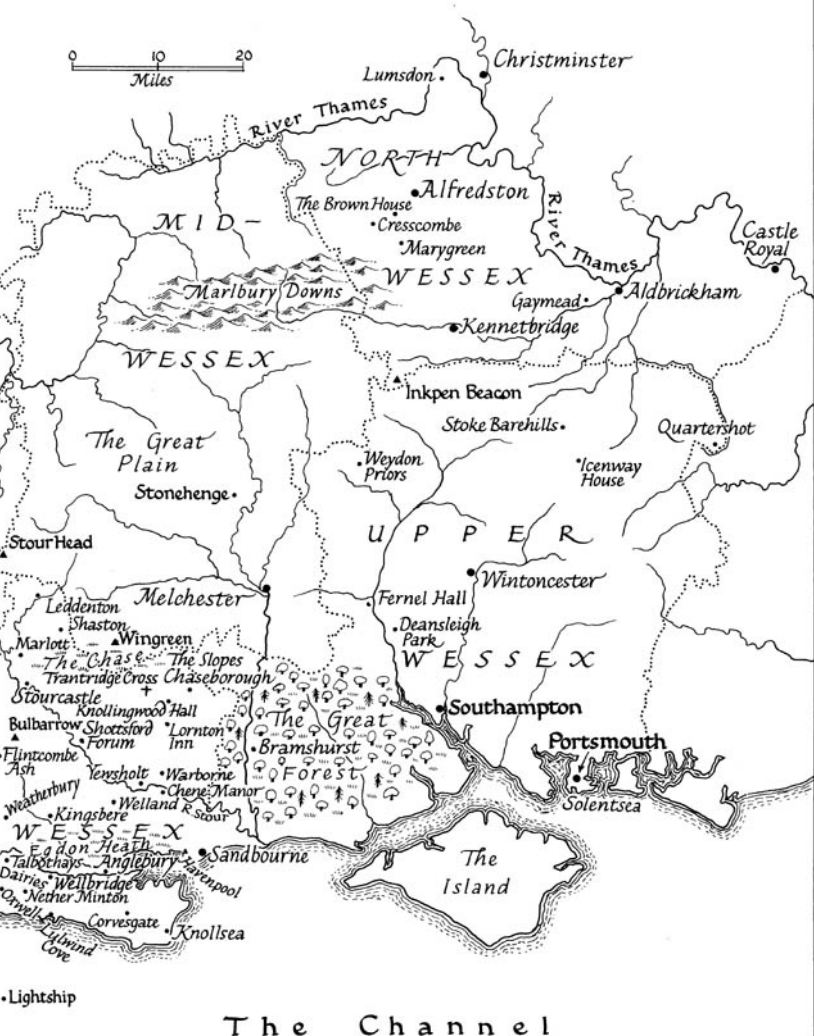 0 10 20
Miles
Christminster
Lumsdon
River Thames
NORTH
Alfredston
The Brown House
Cresscombe
Marygreen
MID-
River Thames
Castle
Royal
WESSEX
Marlbury Downs
Gaymead
Aldbrickham
Kennetbridge
WESSEX
Inkpen Beacon
Stoke Barehills
Quartershot
The Great
Plain
Weydon
Priors
Icenway
House
Stonehenge
UPPER
Stour Head
Wintoncester
Melchester
Fernel Hall
Leddenton
Shaston
Deansleigh
Park
Marlott
Wingreen
WESSEX
The Chase
The Slopes
Trantridge Cross
Chaseborough
Stourcastle
Knollingwood Hall
Southampton
The Great
Bulbarrow
Shottsford
Forum
Lornton
Inn
Bramshurst
Portsmouth
Flintcombe
Ash
Forest
Yewsholt
Warborne
Chene Manor
Solentsea
Weatherbury
Welland
R. Stour
Kingsbere
WESSEX
Egdon Heath
Sandbourne
The
Island
Talbothays
Anglebury
Havenpool
Dairies
Wellbridge
Nether Minton
Oxwell
Corvesgate
Knollsea
Lulwind
Cove
Lightship
The Channel